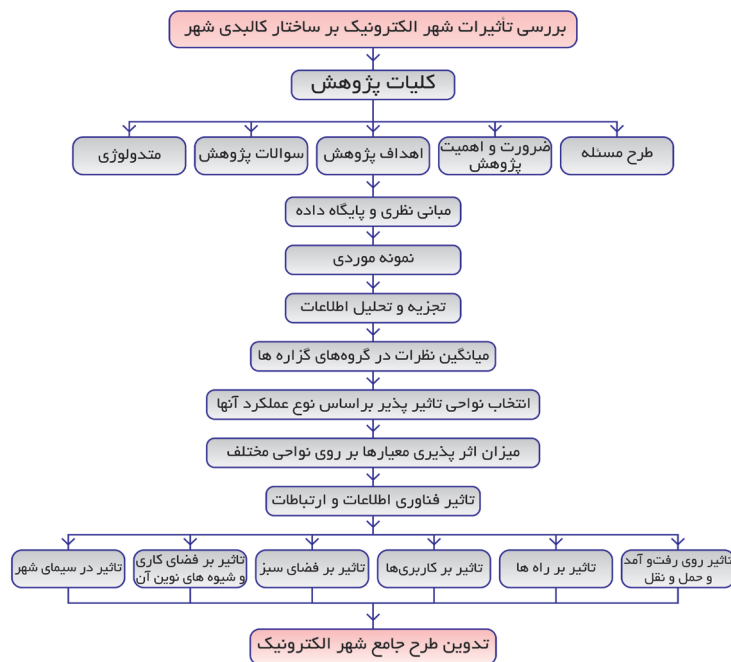 بررسی تأثیرات شهر الکترونیک بر ساختار کالبدی شهر
کلیات پژوهش
طرح مسئله
ضرورت و اهمیت
پژوهش
اهداف پژوهش
سوالات پژوهش
متدولوژی
مبانی نظری و پایگاه داده
نمونه موردی
تجزیه و تحلیل اطلاعات
میانگین نظرات در گروه‌های گزاره ها
انتخاب نواحی تاثیر پذیر براساس نوع عملکرد آنها
میزان اثر پذیری معیارها بر روی نواحی مختلف
تاثیر فناوری اطلاعات و ارتباطات
تاثیر روی رفت‌و آمد
و حمل و نقل
تاثیر بر راه ها
تاثیر بر کاربری‌ها
تاثیر بر فضای سبز
تاثیر بر فضای کاری
و شیوه های نوین آن
تاثیر در سیمای شهر
تدوین طرح جامع شهر الکترونیک